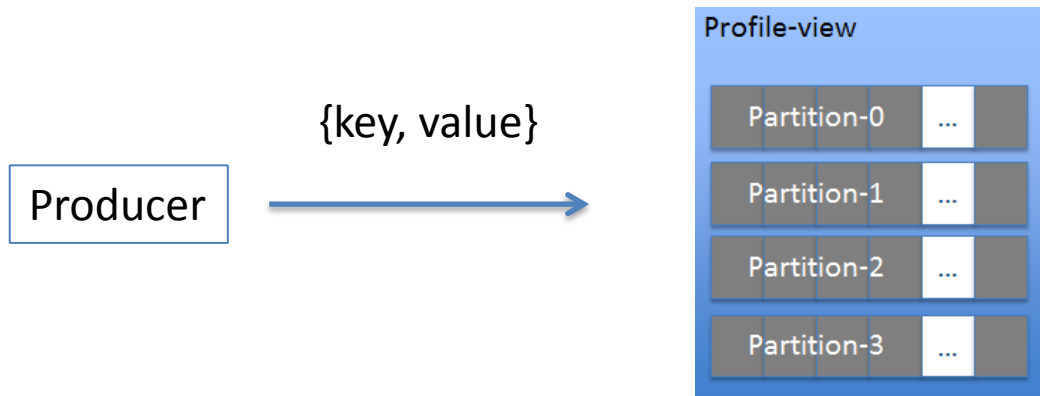 Profile-view
{key, value}
Producer
Partition-0 ...
Partition-1 ...
Partition-2 ...
Partition-3 ...